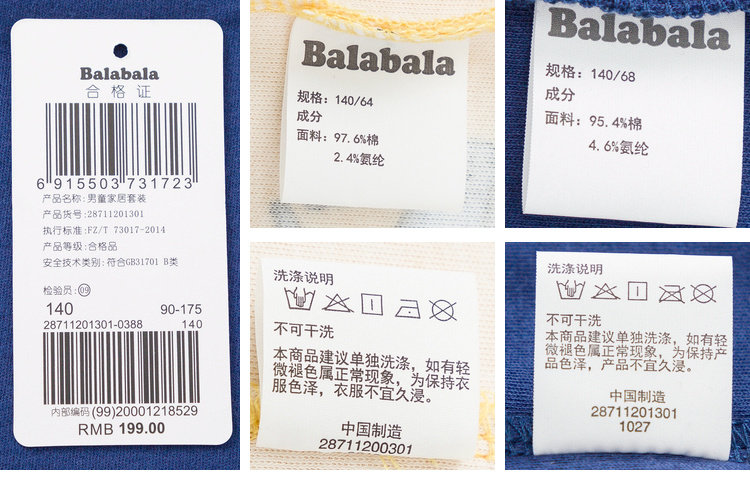 Balabala
合格证
6 915503 731723
产品名称:男童家居套装
产品货号:28711201301
执行标准:FZ/T 73017-2014
产品等级:合格品
安全技术类别:符合GB31701 B类
检验员:09
140 90-175
28711201301-0388 140
内部编码 (99)20001218529
RMB 199.00
Balabala
规格:140/64
成分
面料:97.6%棉
2.4%氨纶
Balabala
规格:140/68
成分
面料:95.4%棉
4.6%氨纶
洗涤说明
不可干洗
本商品建议单独洗涤,如有轻
微褪色属正常现象,为保持衣
服色泽,衣服不宜久浸。
中国制造
28711200301
洗涤说明
不可干洗
本商品建议单独洗涤,如有轻
微褪色属正常现象,为保持产
品色泽,产品不宜久浸。
中国制造
28711201301
1027